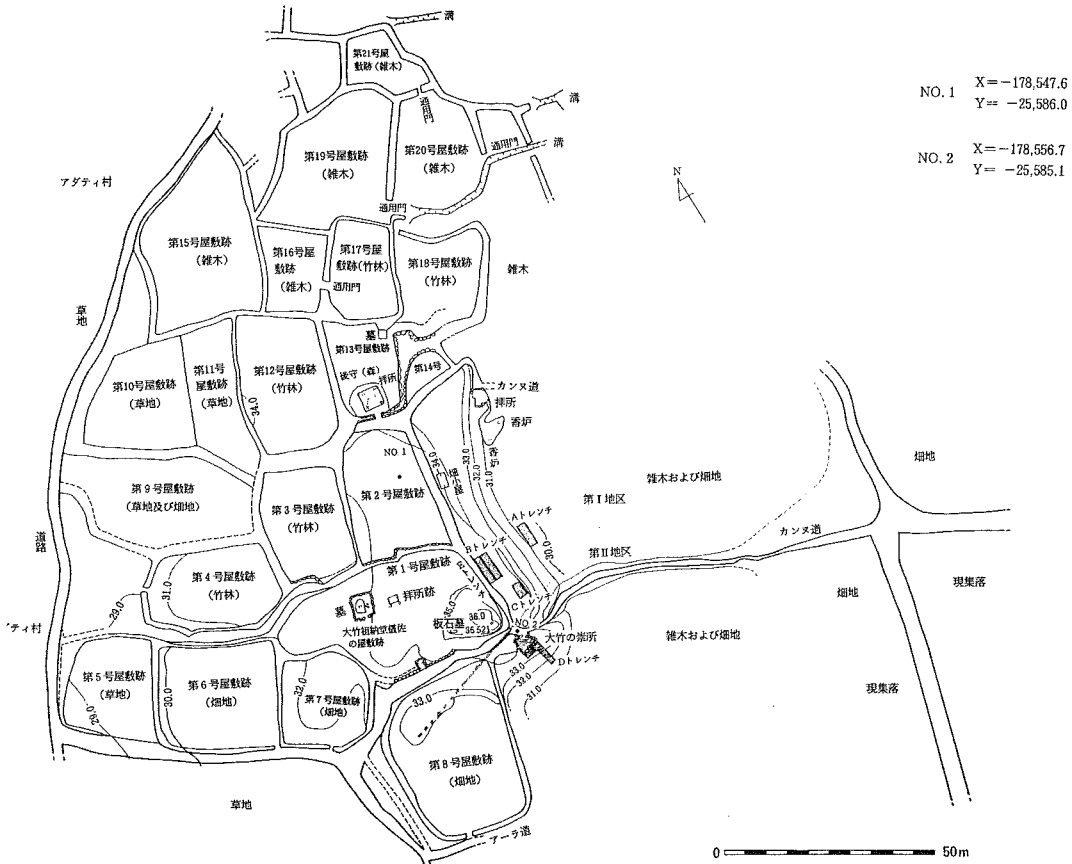 溝
第21号屋
敷跡(雑木)
溝
NO. 1
X=-178,547.6
Y= -25,586.0
通用門
第20号屋敷跡
(雑木)
通用門
溝
第19号屋敷跡
(雑木)
NO. 2
X=-178,556.7
Y= -25,585.1
N
アダティ村
通用門
第15号屋敷跡
(雑木)
第16号屋
敷跡
(雑木)
第17号屋
敷跡(竹林)
第18号屋敷跡
(竹林)
雑木
通用門
草地
墓
第13号屋敷跡
後守(森)
拝所
第14号
第10号屋敷跡
(草地)
第11号
屋敷跡
(草地)
第12号屋敷跡
(竹林)
34.0
カンヌ道
拝所
香炉
香炉
NO. 1
34.0
33.0
32.0
31.0
第9号屋敷跡
(草地及び畑地)
第3号屋敷跡
(竹林)
第2号屋敷跡
第Ⅰ地区
雑木および畑地
畑地
道路
Aトレンチ
30.0
第Ⅱ地区
カンヌ道
Bトレンチ
第1号屋敷跡
第4号屋敷跡
(竹林)
31.0
29.0
Cトレンチ
畑地
現集落
墓
拝所跡
35.0
36.0
36.521
板石墓
NO. 2
大竹祖納堂儀佐
の屋敷跡
大竹の崇所
Dトレンチ
雑木および畑地
ティ村
33.0
32.0
31.0
第5号屋敷跡
(草地)
29.0
30.0
第6号屋敷跡
(畑地)
32.0
第7号屋敷跡
(畑地)
33.0
現集落
第8号屋敷跡
(畑地)
草地
アーラ道
0
50m